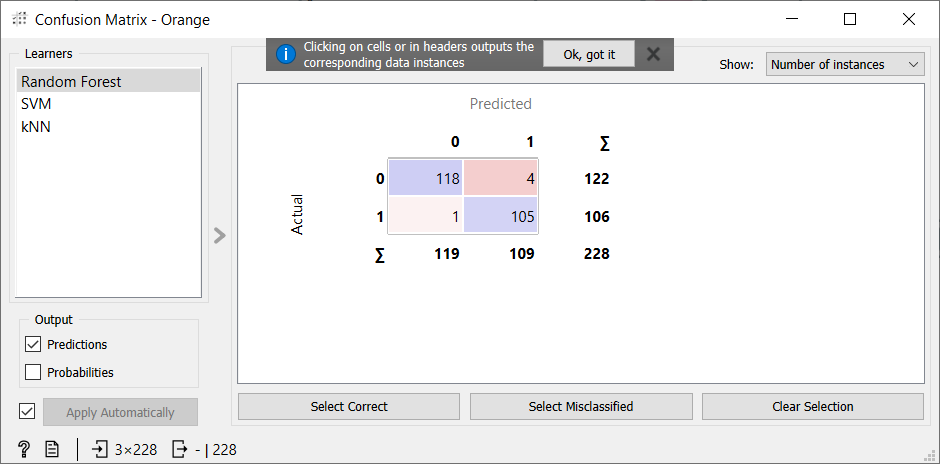 Confusion Matrix - Orange
Learners
Random Forest
SVM
kNN
Output
Predictions
Probabilities
Apply Automatically
3×228
- | 228
Clicking on cells or in headers outputs the
corresponding data instances
Ok, got it
Show: Number of instances
Predicted
0 1 ∑
Actual
0 118 4 122
1 1 105 106
∑ 119 109 228
Select Correct
Select Misclassified
Clear Selection